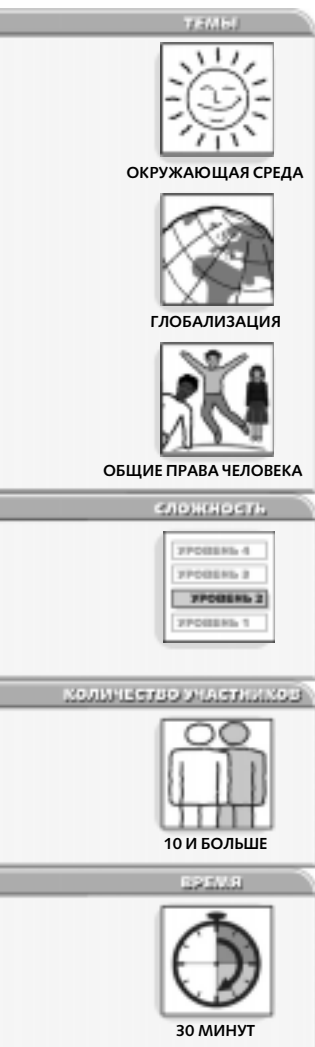 ТЕМЫ
ОКРУЖАЮЩАЯ СРЕДА
ГЛОБАЛИЗАЦИЯ
ОБЩИЕ ПРАВА ЧЕЛОВЕКА
СЛОЖНОСТЬ
УРОВЕНЬ 4
УРОВЕНЬ 3
УРОВЕНЬ 2
УРОВЕНЬ 1
КОЛИЧЕСТВО УЧАСТНИКОВ
10 И БОЛЬШЕ
ВРЕМЯ
30 МИНУТ